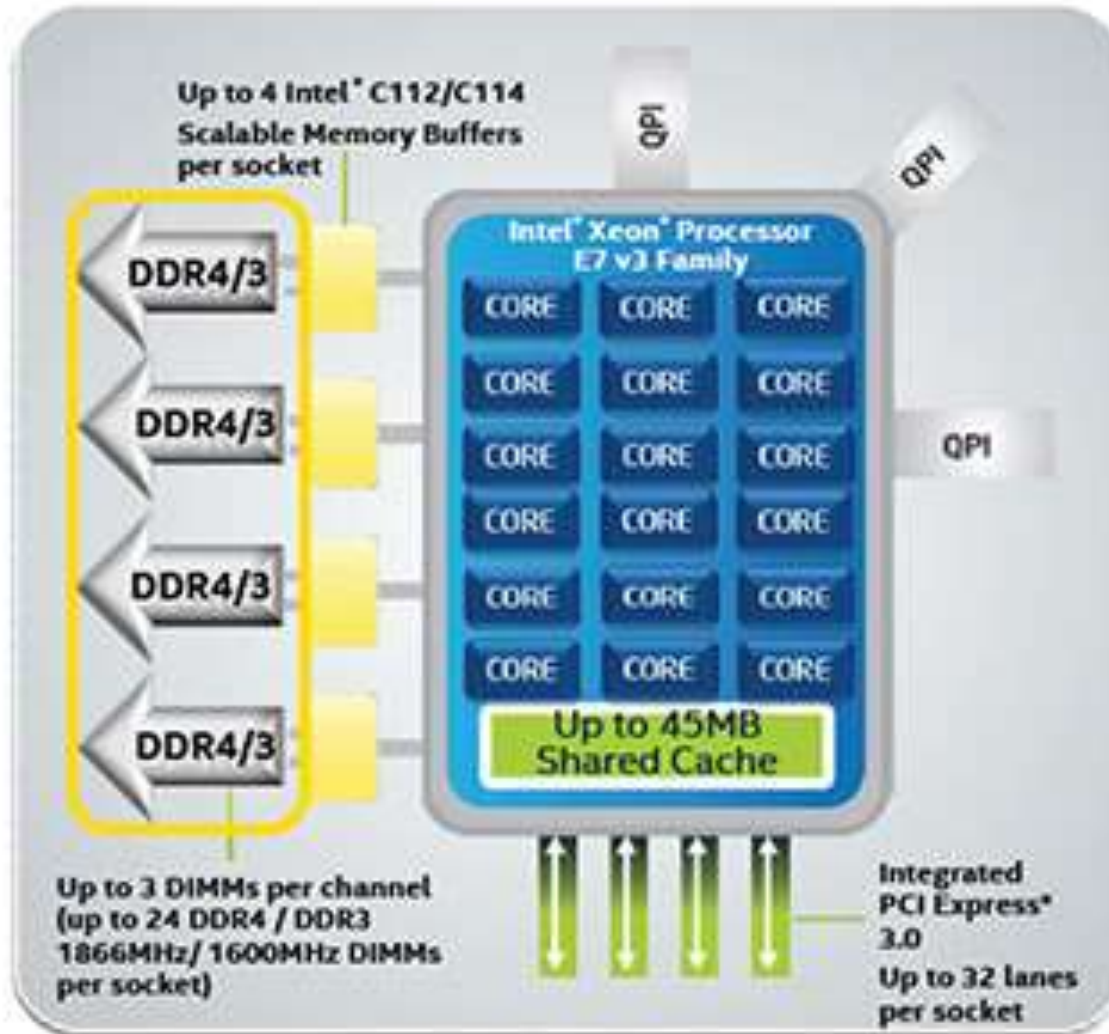 Up to 4 Intel® C112/C114
Scalable Memory Buffers
per socket
QPI
QPI
QPI
Intel® Xeon® Processor
E7 v3 Family
DDR4/3
DDR4/3
DDR4/3
DDR4/3
CORE CORE CORE
CORE CORE CORE
CORE CORE CORE
CORE CORE CORE
CORE CORE CORE
CORE CORE CORE
Up to 45MB
Shared Cache
Up to 3 DIMMs per channel
(up to 24 DDR4 / DDR3
1866MHz/ 1600MHz DIMMs
per socket)
Integrated
PCI Express*
3.0
Up to 32 lanes
per socket